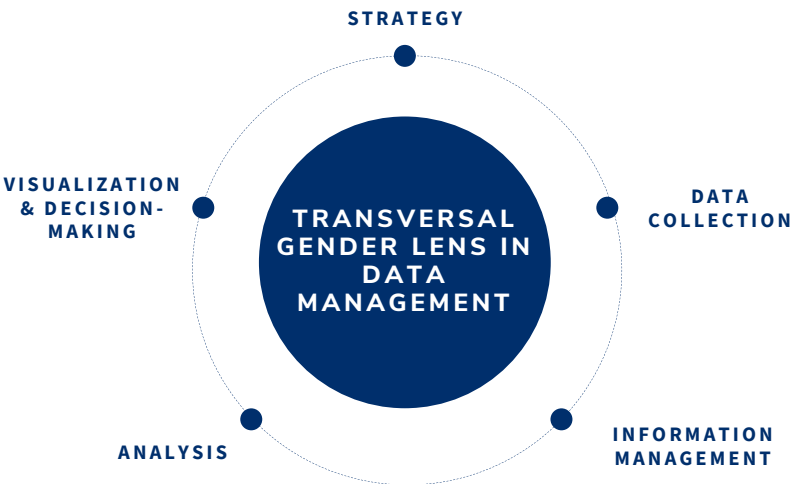 STRATEGY
VISUALIZATION
& DECISION-
MAKING
DATA
COLLECTION
TRANSVERSAL
GENDER LENS IN
DATA
MANAGEMENT
ANALYSIS
INFORMATION
MANAGEMENT